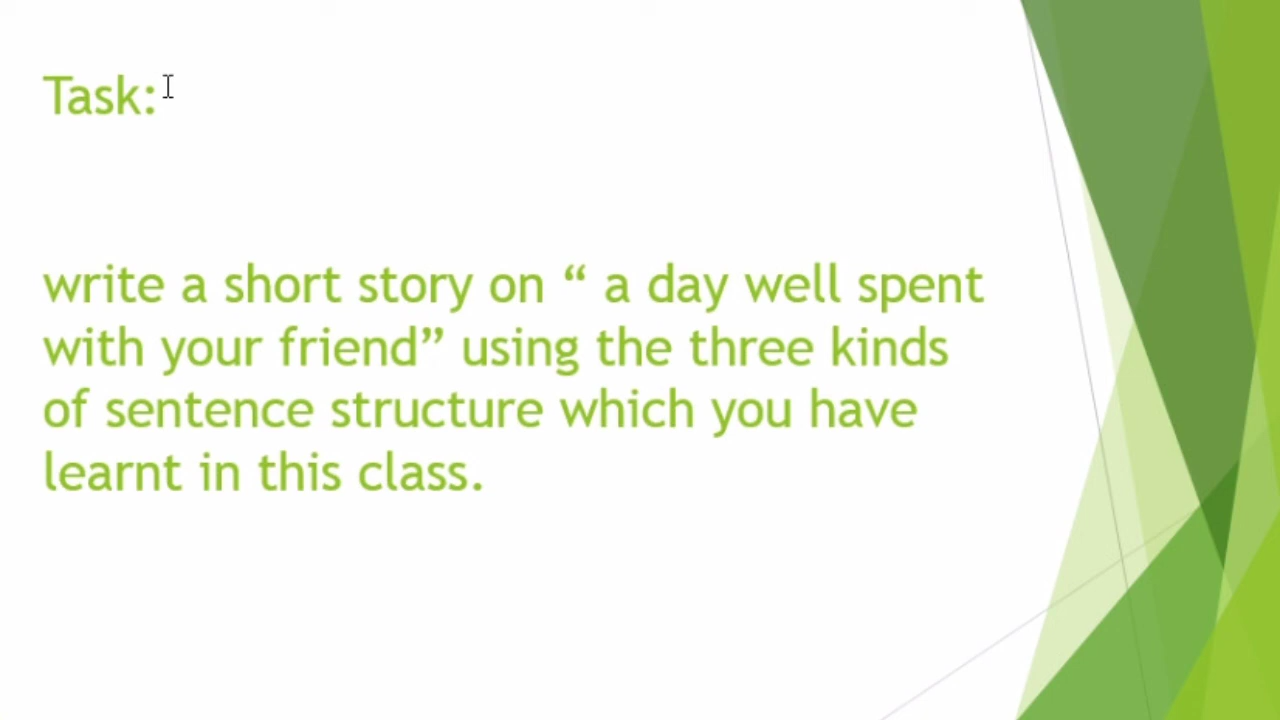 Task:
write a short story on “ a day well spent
with your friend” using the three kinds
of sentence structure which you have
learnt in this class.